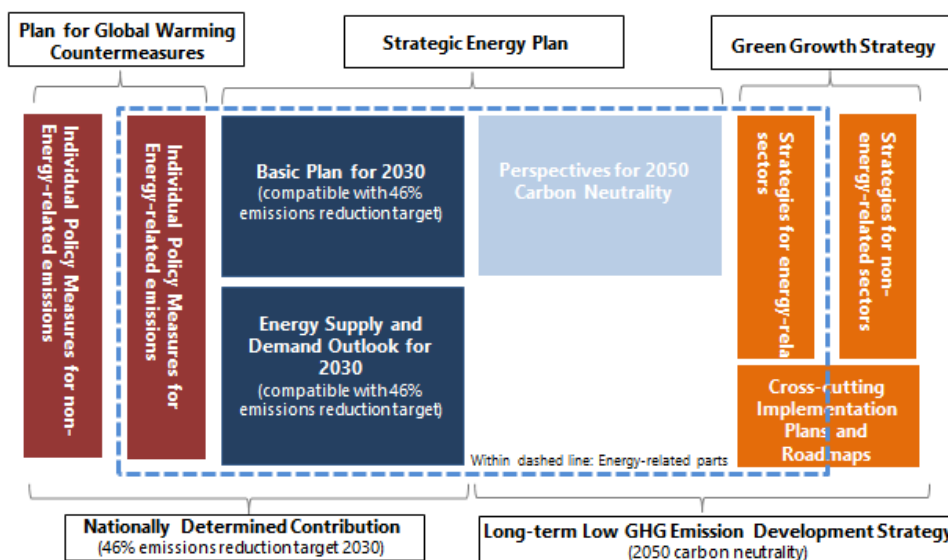 Plan for Global Warming
Countermeasures
Strategic Energy Plan
Green Growth Strategy
Individual Policy Measures for non-
Energy-related emissions
Individual Policy Measures for
Energy-related emissions
Basic Plan for 2030
(compatible with 46%
emissions reduction target)
Perspectives for 2050
Carbon Neutrality
Strategies for energy-rela
sectors
Strategies for non-
energy-related sectors
Energy Supply and
Demand Outlook for
2030
(compatible with 46%
emissions reduction target)
Cross-cutting
Implementation
Plans and
Roadmaps
Within dashed line: Energy-related parts
Nationally Determined Contribution
(46% emissions reduction target 2030)
Long-term Low GHG Emission Development Strategy
(2050 carbon neutrality)